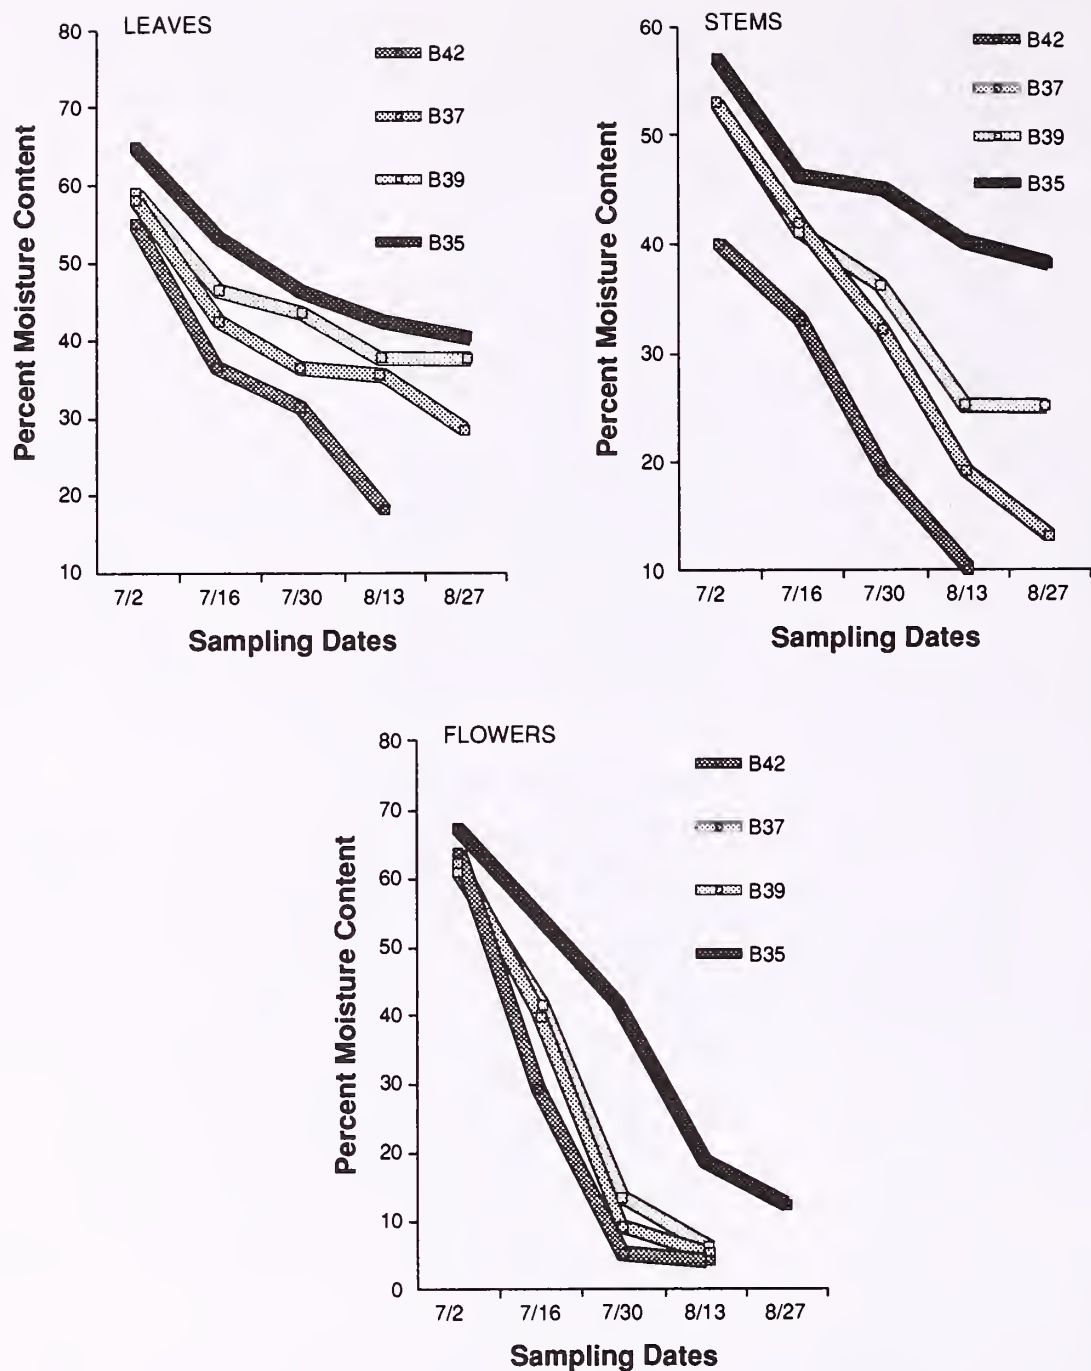 LEAVES
B42
B37
B39
B35
80
70
60
50
40
30
20
10
Percent Moisture Content
7/2 7/16 7/30 8/13 8/27
Sampling Dates
STEMS
B42
B37
B39
B35
60
50
40
30
20
10
Percent Moisture Content
7/2 7/16 7/30 8/13 8/27
Sampling Dates
FLOWERS
B42
B37
B39
B35
80
70
60
50
40
30
20
10
0
Percent Moisture Content
7/2 7/16 7/30 8/13 8/27
Sampling Dates